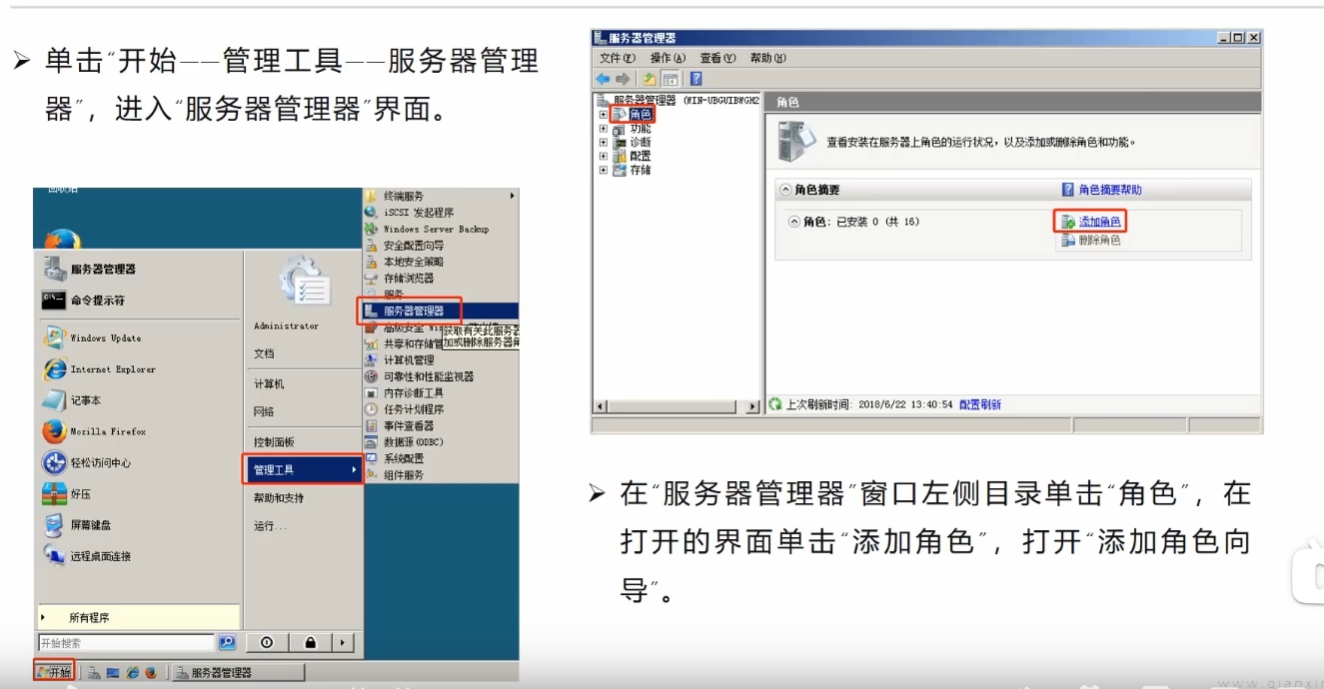 单击“开始——管理工具——服务器管理
器”，进入“服务器管理器”界面。
终端服务
iSCSI 发起程序
Windows Server Backup
安全配置向导
本地安全策略
存储浏览器
服务
服务器管理器
高级安全 Wi
获取有关此服务器
共享和存储管
加或删除服务器角
计算机管理
可靠性和性能监视器
内存诊断工具
任务计划程序
事件查看器
数据源(ODBC)
系统配置
组件服务
服务器管理器
命令提示符
Windows Update
Internet Explorer
记事本
Mozilla Firefox
轻松访问中心
好压
屏幕键盘
远程桌面连接
所有程序
开始搜索
Administrator
文档
计算机
网络
控制面板
管理工具
帮助和支持
运行...
开始
服务器管理器
服务器管理器
文件(F) 操作(A) 查看(V) 帮助(H)
服务器管理器 (WIN-UBGUIBWGH2
角色
功能
诊断
配置
存储
角色
查看安装在服务器上角色的运行状况，以及添加或删除角色和功能。
角色摘要
角色摘要帮助
角色：已安装 0 (共 16)
添加角色
删除角色
上次刷新时间: 2018/6/22 13:40:54 配置刷新
在“服务器管理器”窗口左侧目录单击“角色”，在
打开的界面单击“添加角色”，打开“添加角色向
导”。